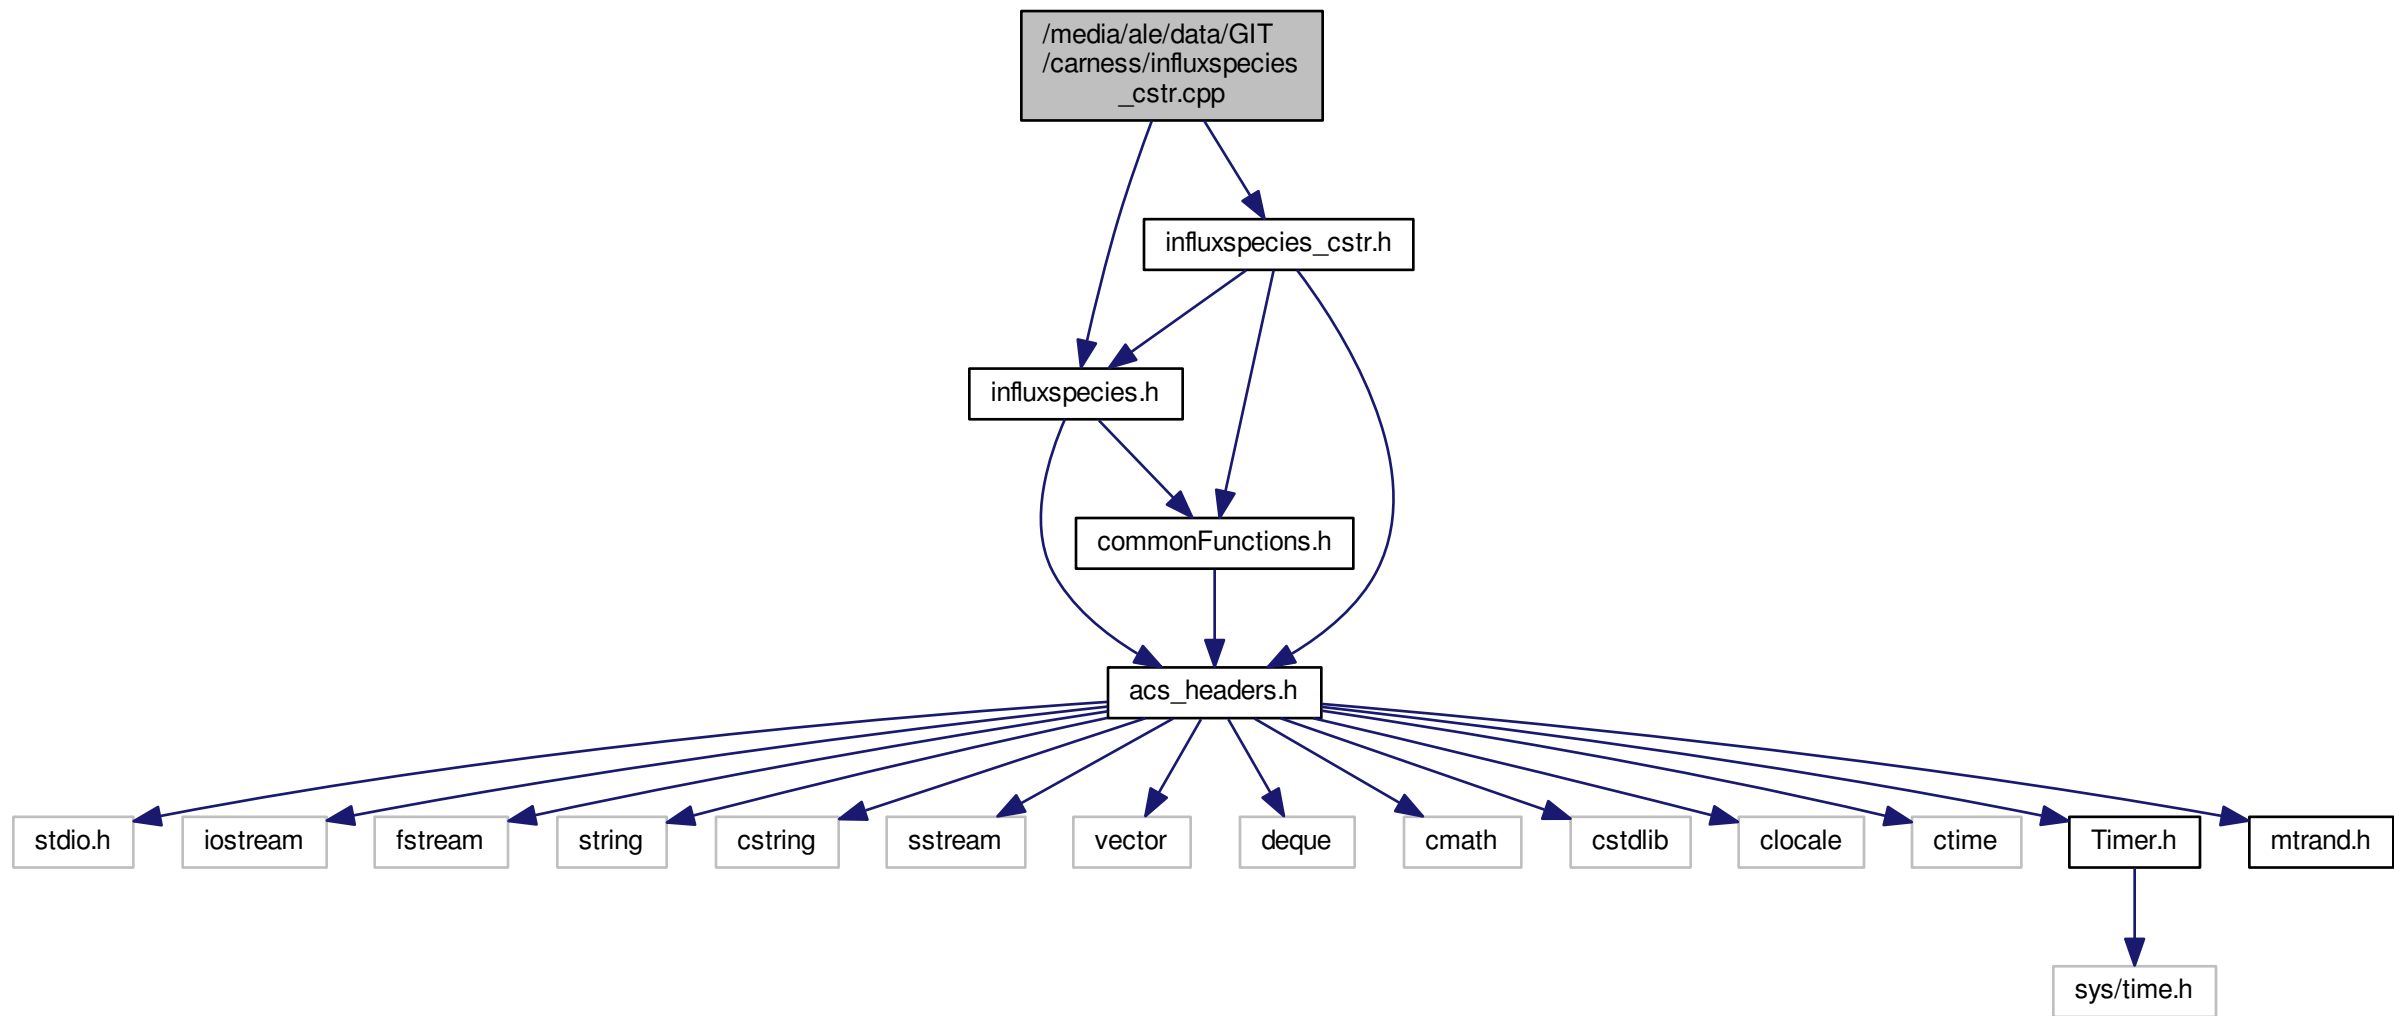 /media/ale/data/GIT
/carness/influxspecies
_cstr.cpp
influxspecies_cstr.h
influxspecies.h
commonFunctions.h
acs_headers.h
stdio.h
iostream
fstream
string
cstring
sstream
vector
deque
cmath
cstdlib
clocale
ctime
Timer.h
mtrand.h
sys/time.h